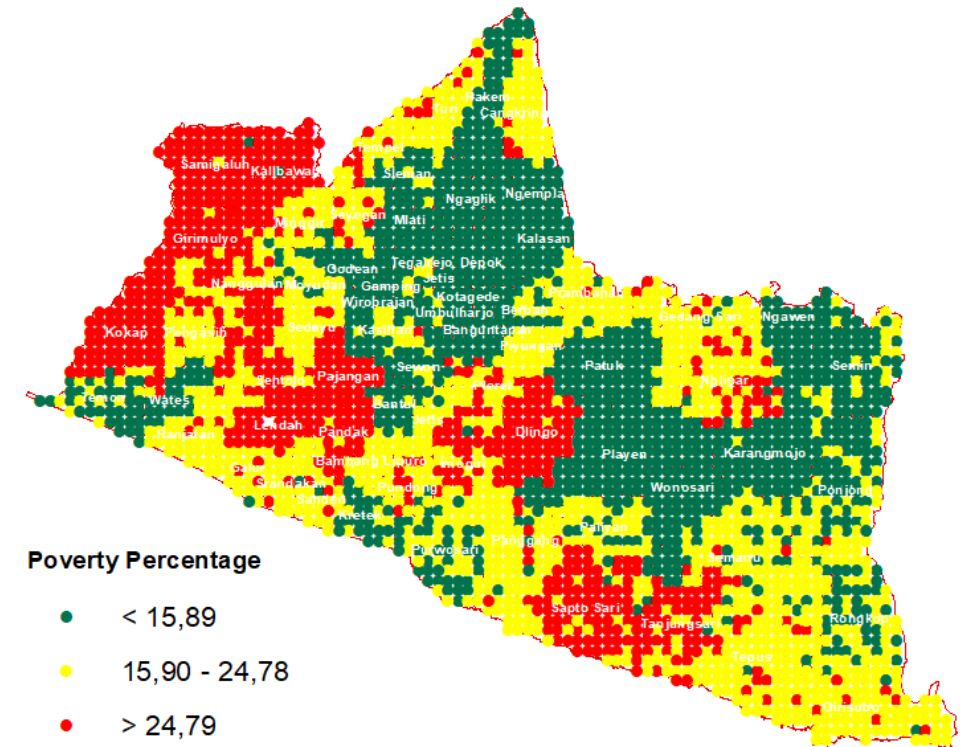 Pakem
Turi
Cangkring
Tempel
Samigaluh
Kalibawang
Sleman
Ngaglik
Ngempla
Minggir
Seyegan
Mlati
Girimulyo
Kalasan
Godean
Tegalrejo
Depok
Jetis
Nanggulan
Moyudan
Gamping
Wirobrajan
Kotagede
Prambanan
Umbulharjo
Berbah
Gedang Sari
Ngawen
Kokap
Pengasih
Sedayu
Kasihan
Banguntapan
Piyungan
Sewon
Patuk
Semin
Sentolo
Pajangan
Pleret
Nglipar
Temon
Wates
Bantul
Jetis
Panjatan
Lendah
Pandak
Dlingo
Playen
Karangmojo
Galur
Bambang Lipuro
Imogiri
Srandakan
Pundong
Wonosari
Ponjong
Sanden
Kretek
Paliyan
Purwosari
Panggang
Semanu
Sapto Sari
Tanjungsari
Rongkop
Tepus
Girisubo
Poverty Percentage
< 15,89
15,90 - 24,78
> 24,79